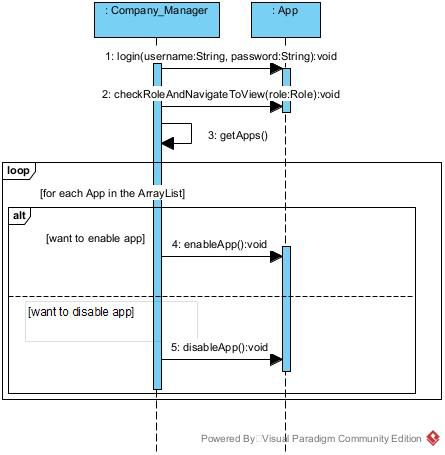 : Company_Manager
: App
1: login(username:String, password:String):void
2: checkRoleAndNavigateToView(role:Role):void
3: getApps()
loop
[for each App in the ArrayList]
alt
[want to enable app]
4: enableApp():void
[want to disable app]
5: disableApp():void
Powered By Visual Paradigm Community Edition